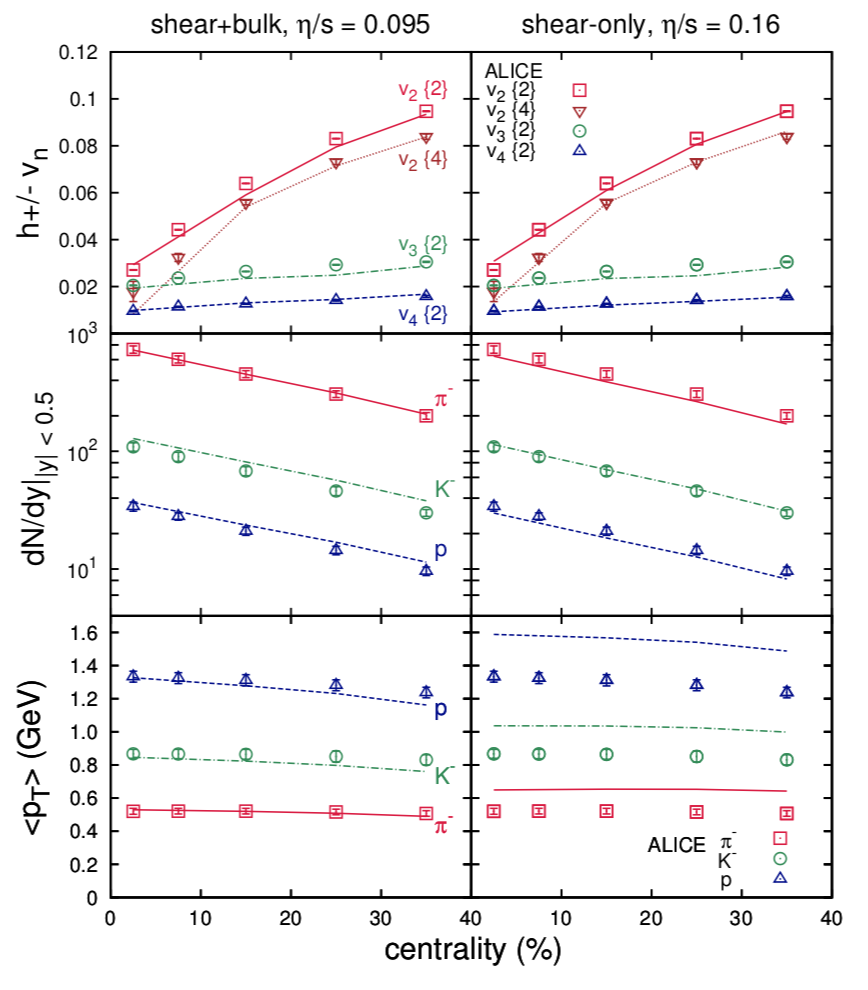 shear+bulk, η/s = 0.095
shear-only, η/s = 0.16
h+/- vn
0.12
0.1
0.08
0.06
0.04
0.02
v2 {2}
v2 {4}
v3 {2}
v4 {2}
ALICE
v2 {2}
v2 {4}
v3 {2}
v4 {2}
dN/dy||y| < 0.5
10³
10²
10¹
π⁻
K⁻
p
<pT> (GeV)
1.6
1.4
1.2
1.0
0.8
0.6
0.4
0.2
0
p
K⁻
π⁻
ALICE π⁻
K⁻
p
0 10 20 30 40 10 20 30 40
centrality (%)